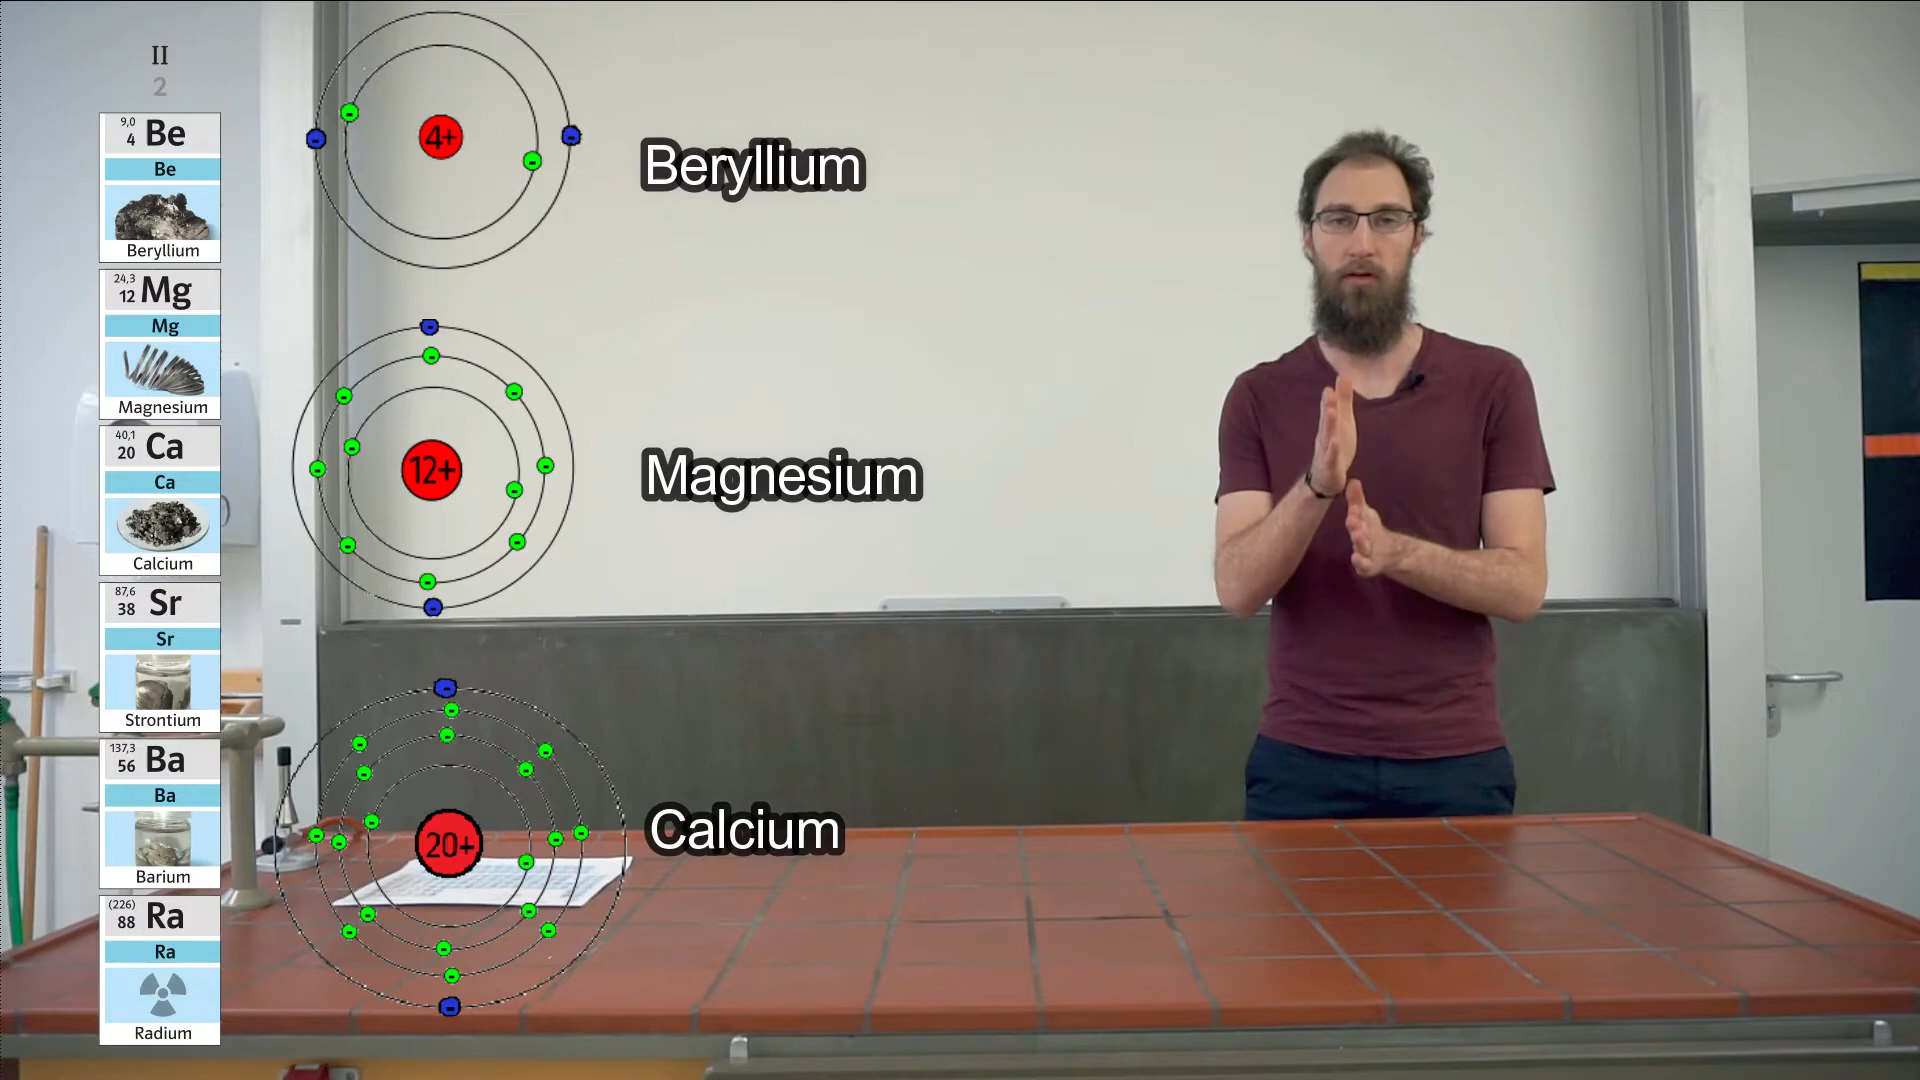 II
2
9,0
4 Be
Be
Beryllium
24,3
12 Mg
Mg
Magnesium
40,1
20 Ca
Ca
Calcium
87,6
38 Sr
Sr
Strontium
137,3
56 Ba
Ba
Barium
(226)
88 Ra
Ra
Radium
4+
Beryllium
12+
Magnesium
20+
Calcium